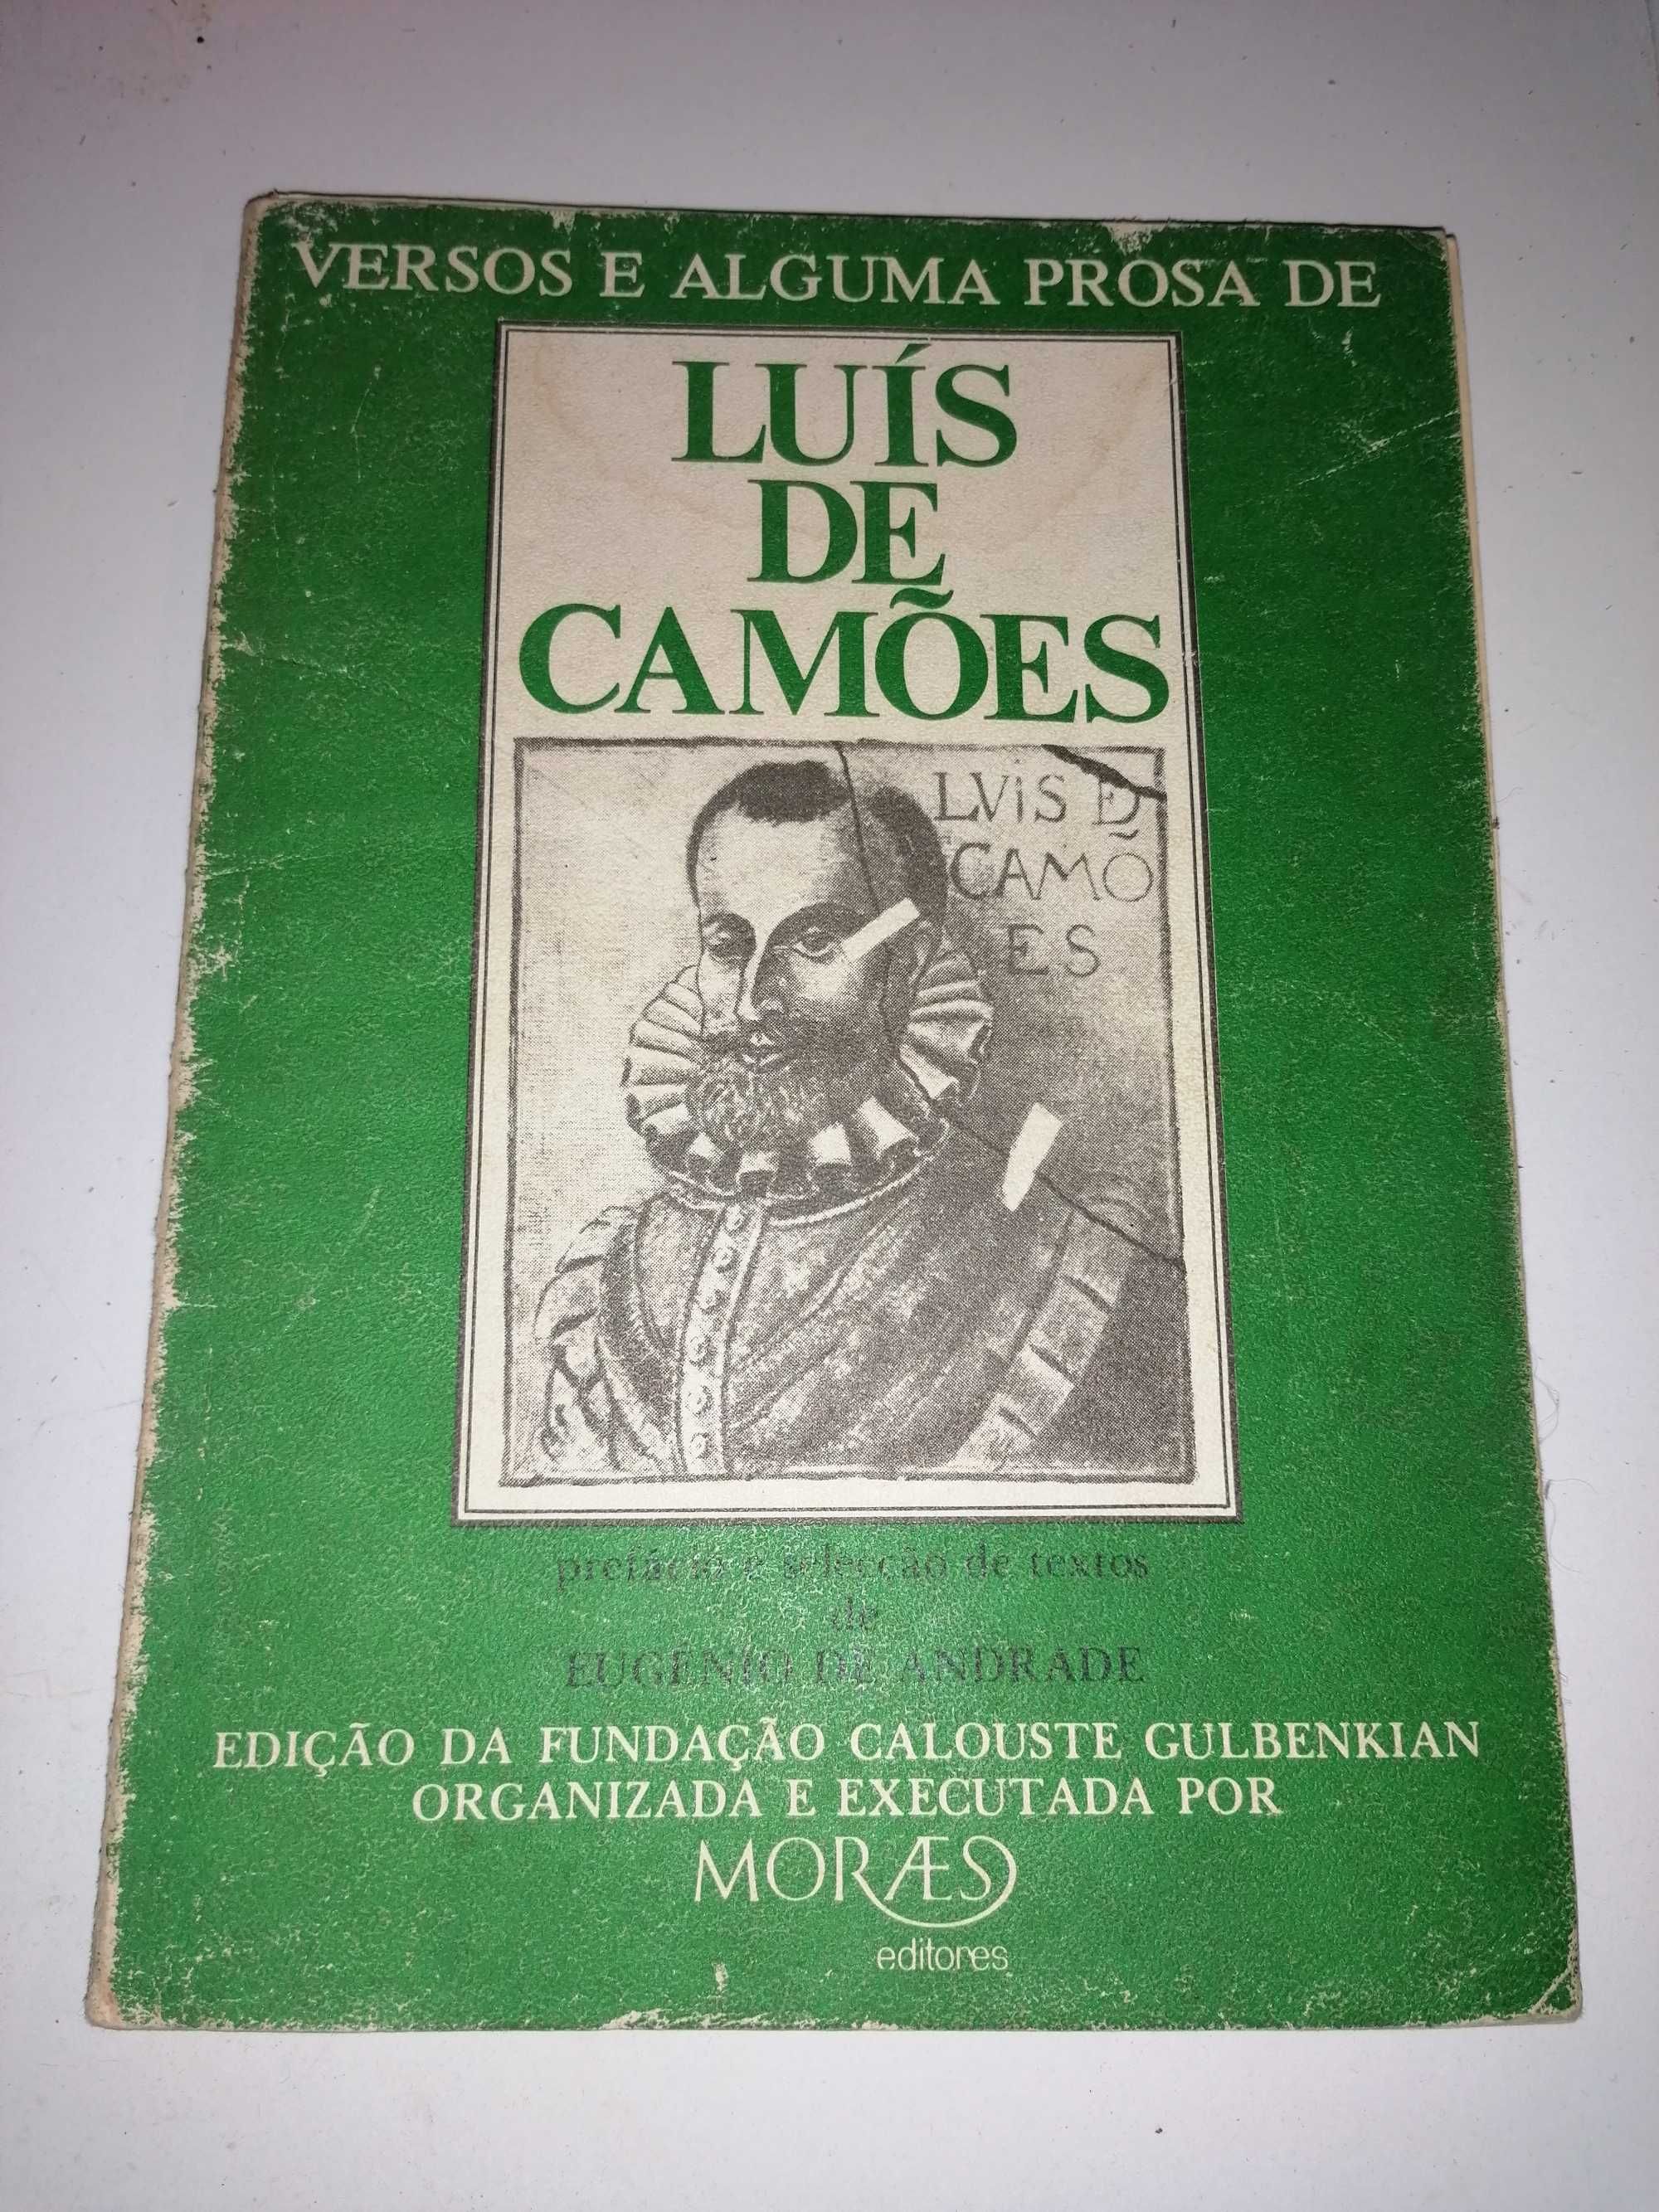 VERSOS E ALGUMA PROSA DE
LUÍS
DE
CAMÕES
LVIS D
CAMÕ
ES
prefácio e selecção de textos
de
EUGÉNIO DE ANDRADE
EDIÇÃO DA FUNDAÇÃO CALOUSTE GULBENKIAN
ORGANIZADA E EXECUTADA POR
MORÆS
editores